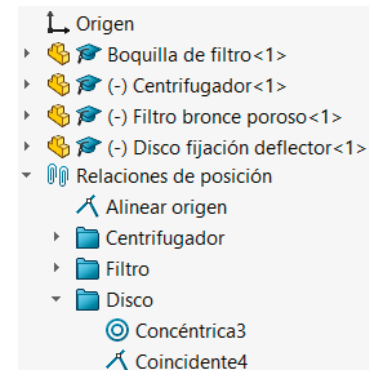 Origen
Boquilla de filtro<1>
(-) Centrifugador<1>
(-) Filtro bronce poroso<1>
(-) Disco fijación deflector<1>
Relaciones de posición
Alinear origen
Centrifugador
Filtro
Disco
Concéntrica3
Coincidente4